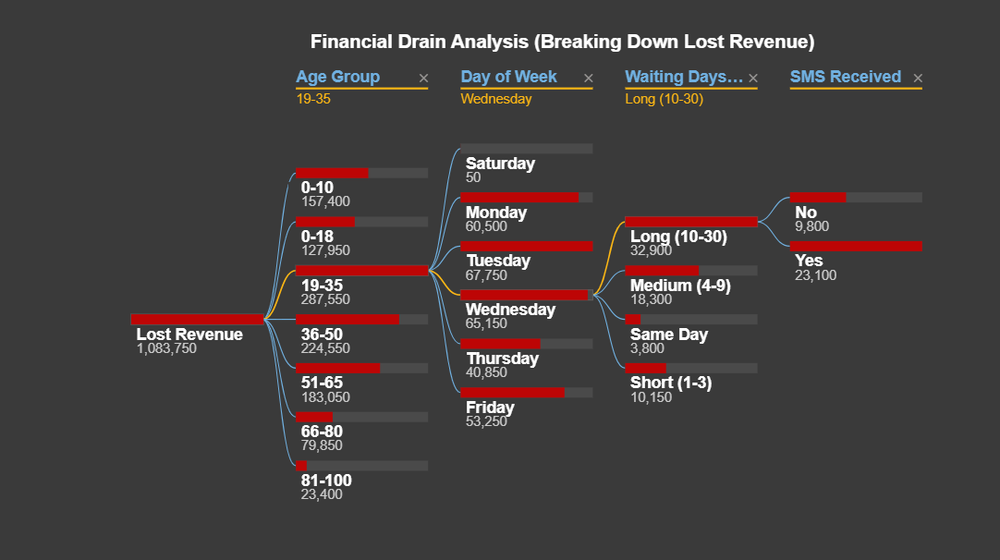 Financial Drain Analysis (Breaking Down Lost Revenue)
Age Group ×
19-35
Day of Week ×
Wednesday
Waiting Days… ×
Long (10-30)
SMS Received ×
Lost Revenue
1,083,750
0-10
157,400
0-18
127,950
19-35
287,550
36-50
224,550
51-65
183,050
66-80
79,850
81-100
23,400
Saturday
50
Monday
60,500
Tuesday
67,750
Wednesday
65,150
Thursday
40,850
Friday
53,250
Long (10-30)
32,900
Medium (4-9)
18,300
Same Day
3,800
Short (1-3)
10,150
No
9,800
Yes
23,100